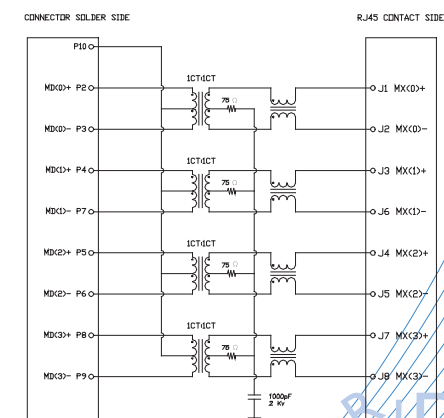 CONNECTOR SOLDER SIDE
RJ45 CONTACT SIDE
P10
1CT:1CT
MD(0)+ P2
75 Ω
J1 MX(0)+
MD(0)- P3
J2 MX(0)-
1CT:1CT
MD(1)+ P4
75 Ω
J3 MX(1)+
MD(1)- P7
J6 MX(1)-
1CT:1CT
MD(2)+ P5
75 Ω
J4 MX(2)+
MD(2)- P6
J5 MX(2)-
1CT:1CT
MD(3)+ P8
75 Ω
J7 MX(3)+
MD(3)- P9
J8 MX(3)-
1000pF
2 Kv